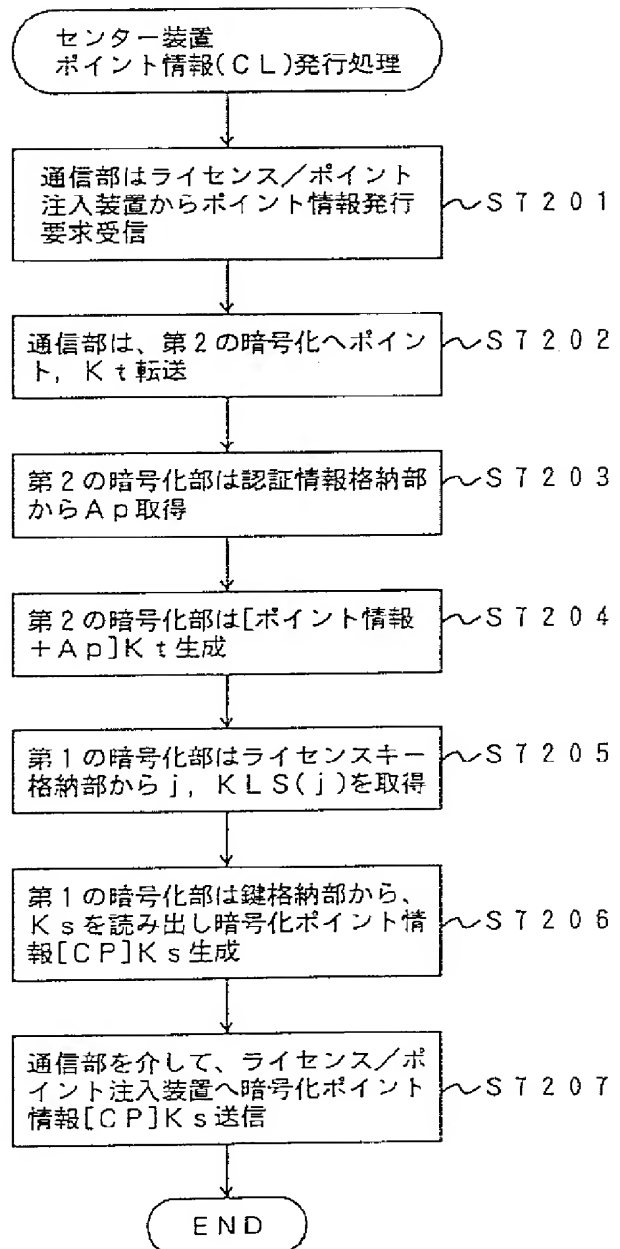 センター装置
ポイント情報(CL)発行処理
通信部はライセンス／ポイント
注入装置からポイント情報発行
要求受信
～S7201
通信部は、第2の暗号化へポイン
ト，Kt転送
～S7202
第2の暗号化部は認証情報格納部
からAp取得
～S7203
第2の暗号化部は[ポイント情報
＋Ap]Kt生成
～S7204
第1の暗号化部はライセンスキー
格納部からj，KLS(j)を取得
～S7205
第1の暗号化部は鍵格納部から、
Ksを読み出し暗号化ポイント情
報[CP]Ks生成
～S7206
通信部を介して、ライセンス／ポ
イント注入装置へ暗号化ポイント
情報[CP]Ks送信
～S7207
END